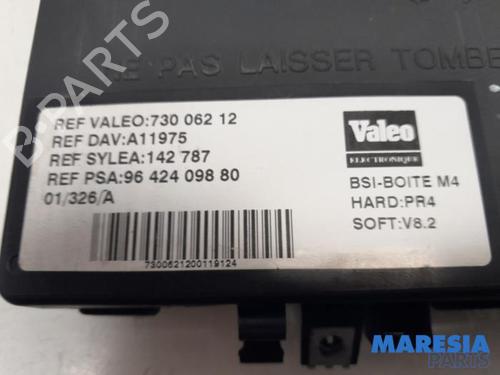 NE PAS LAISSER TOMBE
REF VALEO:730 062 12
REF DAV:A11975
REF SYLEA:142 787
REF PSA:96 424 098 80
01/326/A
7300621200119124
Valeo
ELECTRONIQUE
BSI-BOITE M4
HARD:PR4
SOFT:V8.2
MARESIA
PARTS